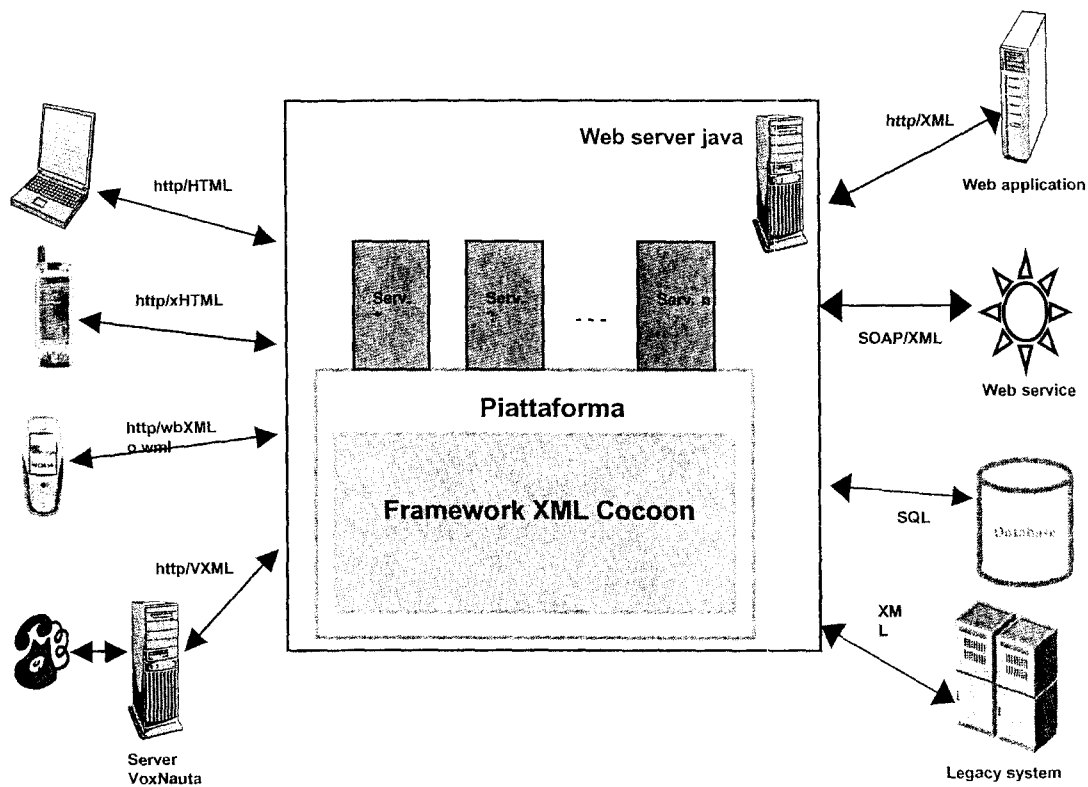 Web server java
http/XML
Web application
http/HTML
http/xHTML
Serv.
Serv.
...
Serv. n
SOAP/XML
Web service
Piattaforma
http/wbXML
o wml
Framework XML Cocoon
SQL
Database
http/VXML
XM
L
Server
VoxNauta
Legacy system